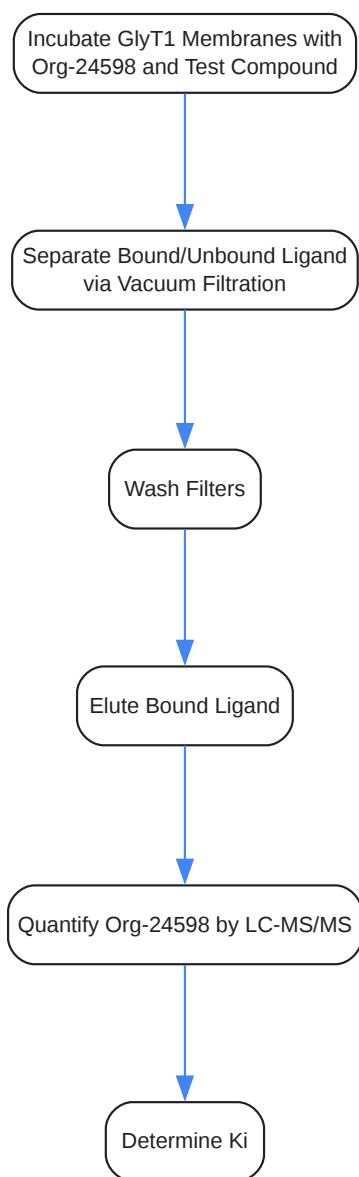 Incubate GlyT1 Membranes with
Org-24598 and Test Compound
Separate Bound/Unbound Ligand
via Vacuum Filtration
Wash Filters
Elute Bound Ligand
Quantify Org-24598 by LC-MS/MS
Determine Ki